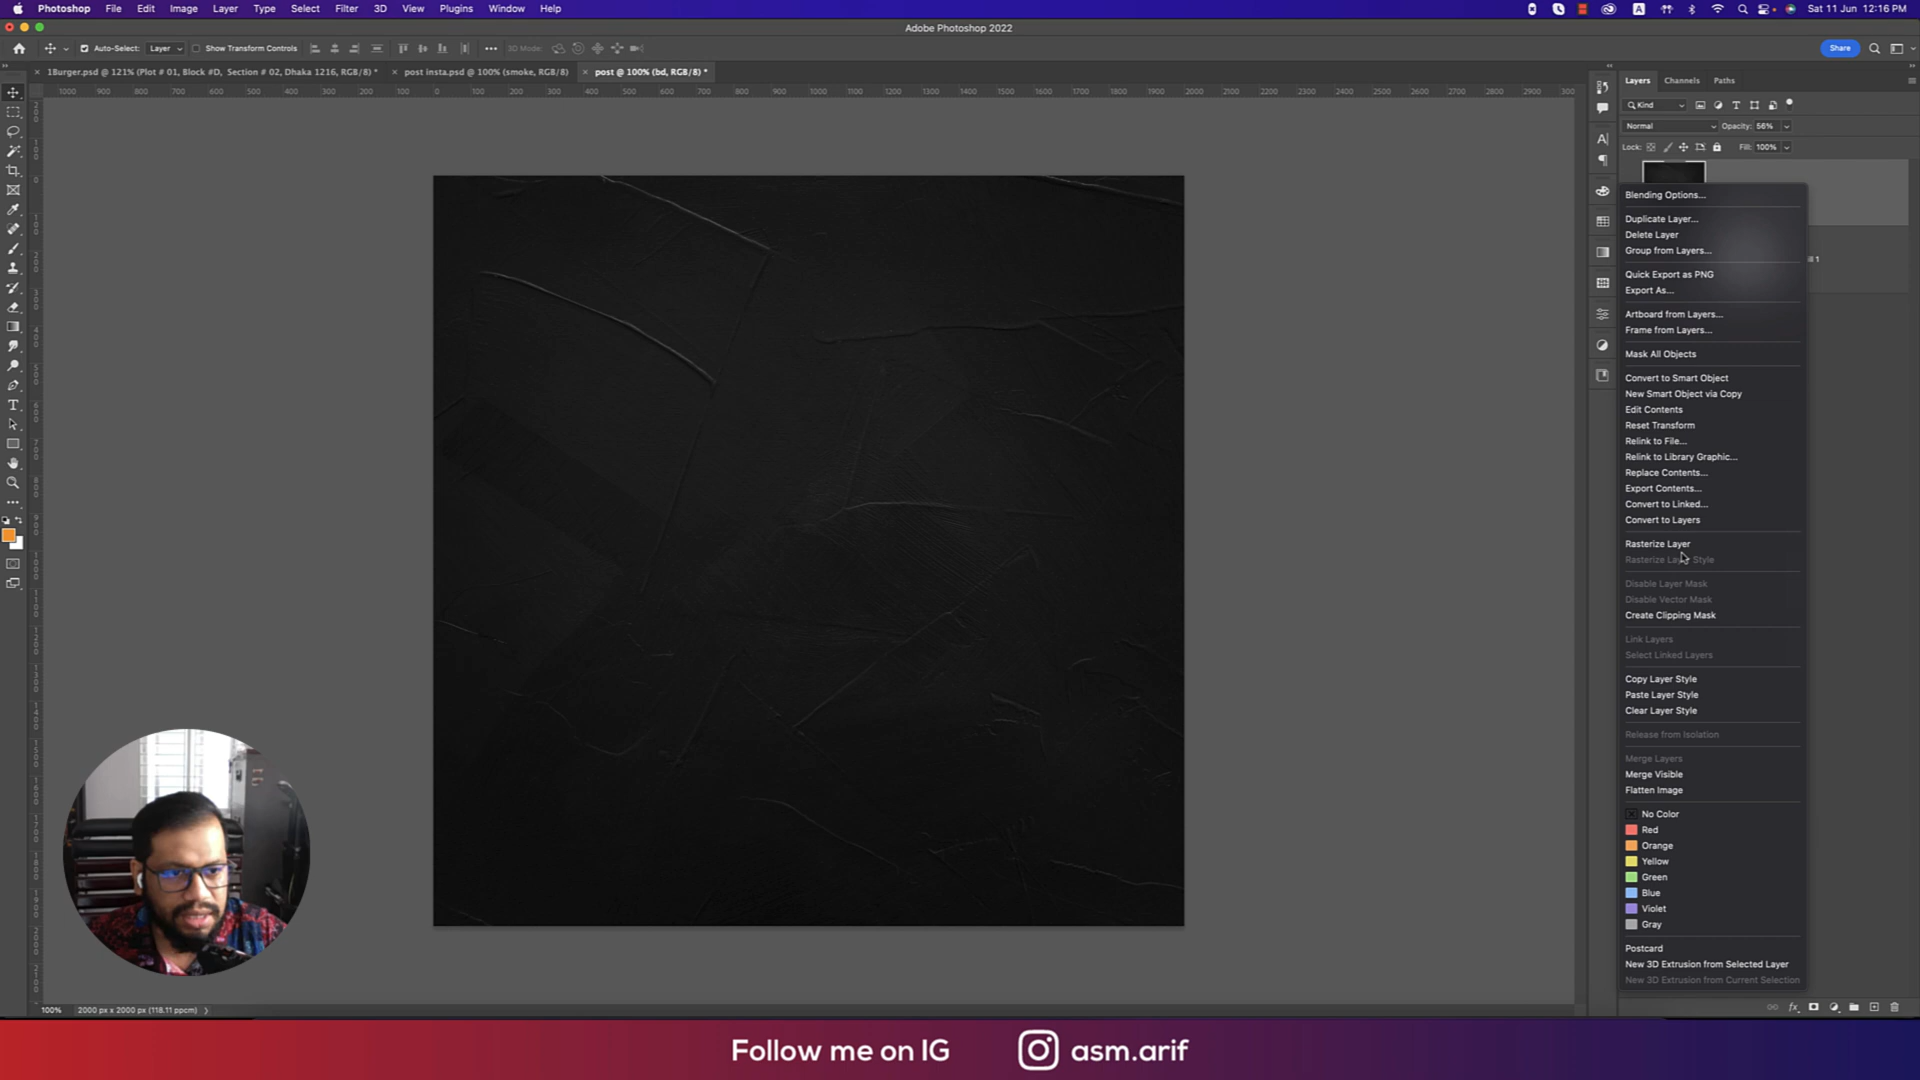 Photoshop File Edit Image Layer Type Select Filter 3D View Plugins Window Help
Sat 11 Jun 12:16 PM
Adobe Photoshop 2022
Auto-Select: Layer Show Transform Controls 3D Mode: Share
1Burger.psd @ 121% (Plot # 01, Block #D, Section # 02, Dhaka 1216, RGB/8) *
post insta.psd @ 100% (smoke, RGB/8)
post @ 100% (bd, RGB/8) *
Layers Channels Paths
Kind
Normal Opacity: 56%
Lock: Fill: 100%
Blending Options...
Duplicate Layer...
Delete Layer
Group from Layers...
Quick Export as PNG
Export As...
Artboard from Layers...
Frame from Layers...
Mask All Objects
Convert to Smart Object
New Smart Object via Copy
Edit Contents
Reset Transform
Relink to File...
Relink to Library Graphic...
Replace Contents...
Export Contents...
Convert to Linked...
Convert to Layers
Rasterize Layer
Rasterize Layer Style
Disable Layer Mask
Disable Vector Mask
Create Clipping Mask
Link Layers
Select Linked Layers
Copy Layer Style
Paste Layer Style
Clear Layer Style
Release from Isolation
Merge Layers
Merge Visible
Flatten Image
No Color
Red
Orange
Yellow
Green
Blue
Violet
Gray
Postcard
New 3D Extrusion from Selected Layer
New 3D Extrusion from Current Selection
100% 2000 px x 2000 px (118.11 ppcm)
Follow me on IG asm.arif